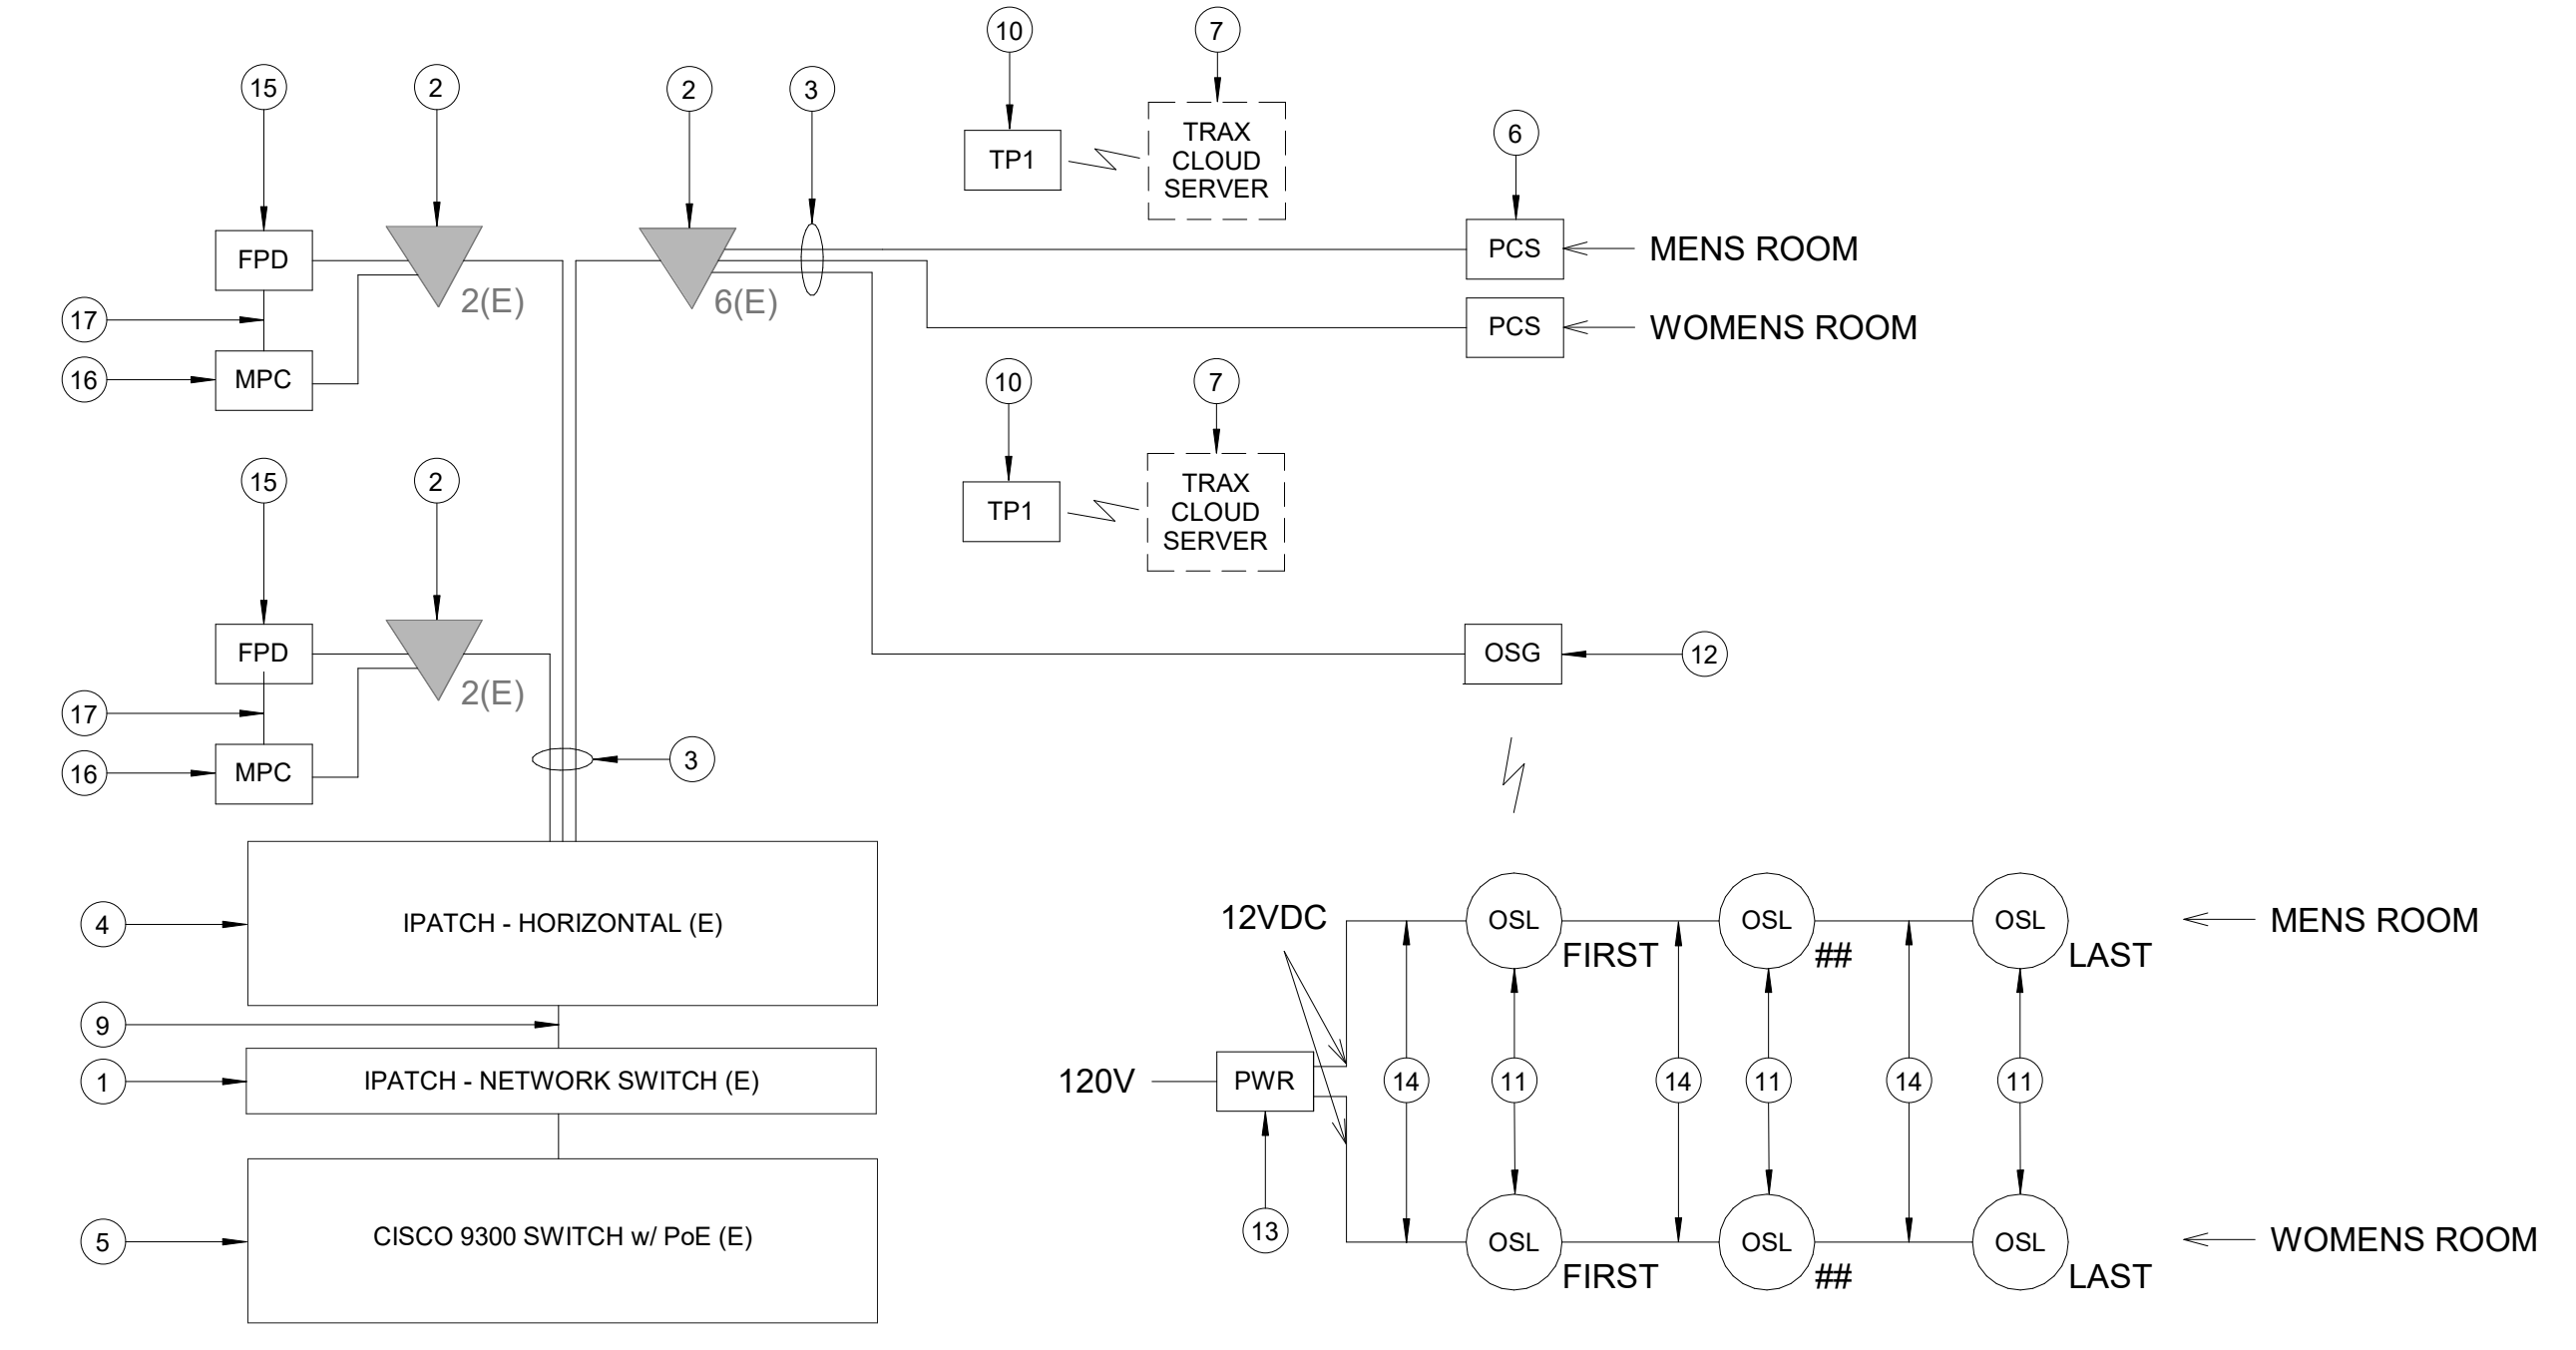 10
7
15
2
2
3
TRAX
CLOUD
SERVER
TP1
6
FPD
PCS
MENS ROOM
2(E)
6(E)
17
PCS
WOMENS ROOM
16
MPC
10
7
15
2
TRAX
CLOUD
SERVER
TP1
FPD
OSG
12
2(E)
17
3
16
MPC
4
IPATCH - HORIZONTAL (E)
12VDC
OSL
FIRST
OSL
##
OSL
LAST
MENS ROOM
9
1
IPATCH - NETWORK SWITCH (E)
120V
PWR
14
11
14
11
14
11
5
CISCO 9300 SWITCH w/ PoE (E)
13
OSL
FIRST
OSL
##
OSL
LAST
WOMENS ROOM